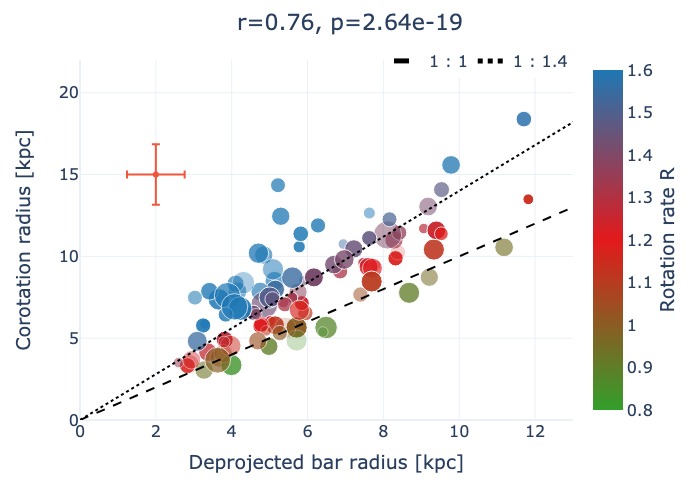 r=0.76, p=2.64e-19
1 : 1 1 : 1.4
Corotation radius [kpc]
20
15
10
5
0
0 2 4 6 8 10 12
Deprojected bar radius [kpc]
1.6
1.5
1.4
1.3
1.2
1.1
1
0.9
0.8
Rotation rate R